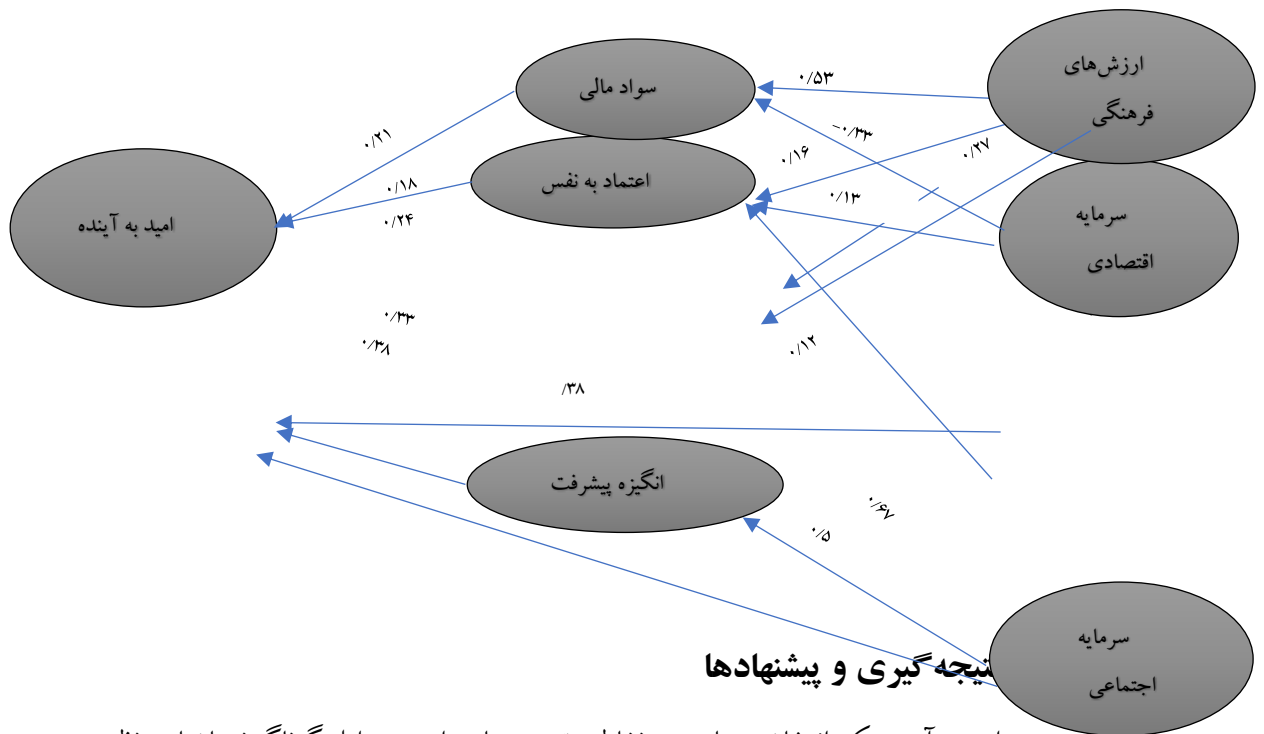 ارزش‌های
فرهنگی
۰/۵۳
سواد مالی
-۰/۳۳
۰/۲۷
۰/۲۱
۰/۱۶
اعتماد به نفس
۰/۱۸
۰/۱۳
۰/۲۴
امید به آینده
سرمایه
اقتصادی
۰/۳۳
۰/۳۸
۰/۱۲
/۳۸
انگیزه پیشرفت
۰/۶۷
۰/۵
سرمایه
اجتماعی
نتیجه‌گیری و پیشنهادها